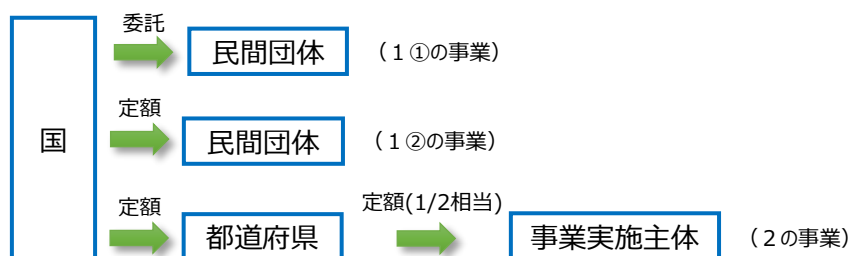 委託
民間団体 （１①の事業）
定額
国 民間団体 （１②の事業）
定額 定額(1/2相当)
都道府県 事業実施主体 （２の事業）